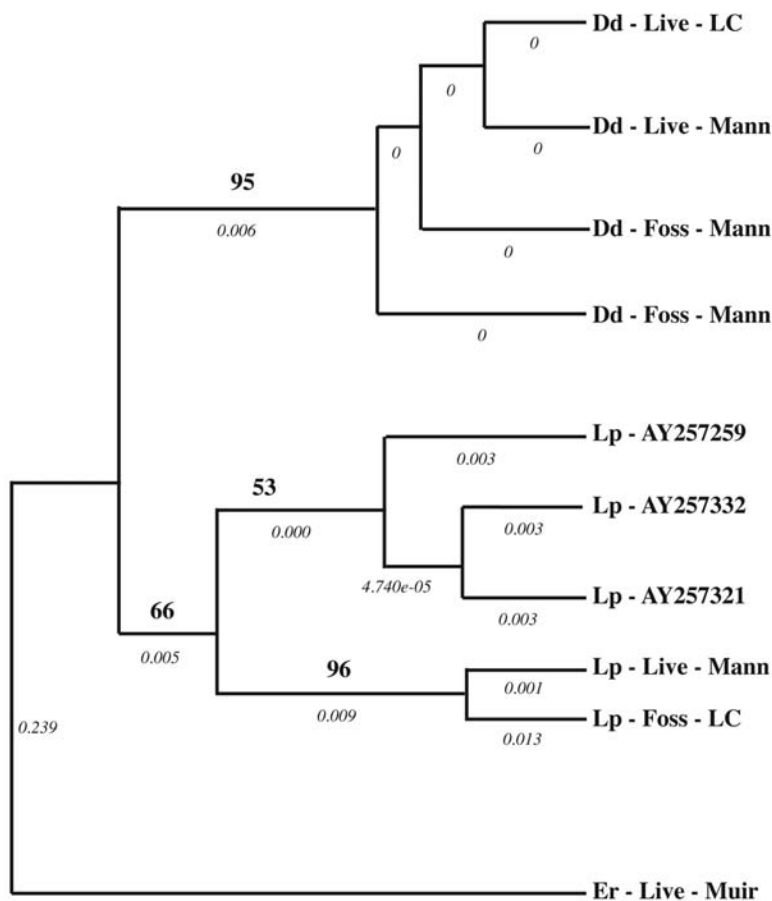 Dd - Live - LC
0
0
Dd - Live - Mann
0
0
95
0.006
Dd - Foss - Mann
0
Dd - Foss - Mann
0
Lp - AY257259
0.003
53
0.000
Lp - AY257332
0.003
4.740e-05
Lp - AY257321
0.003
66
0.005
96
0.009
Lp - Live - Mann
0.001
Lp - Foss - LC
0.013
0.239
Er - Live - Muir